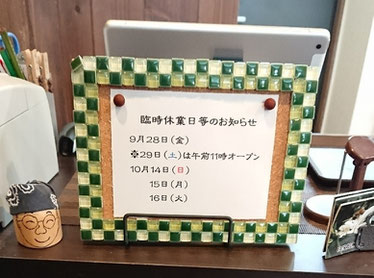 臨時休業日等のお知らせ
9月28日(金)
※29日(土)は午前11時オープン
10月14日(日)
15日(月)
16日(火)